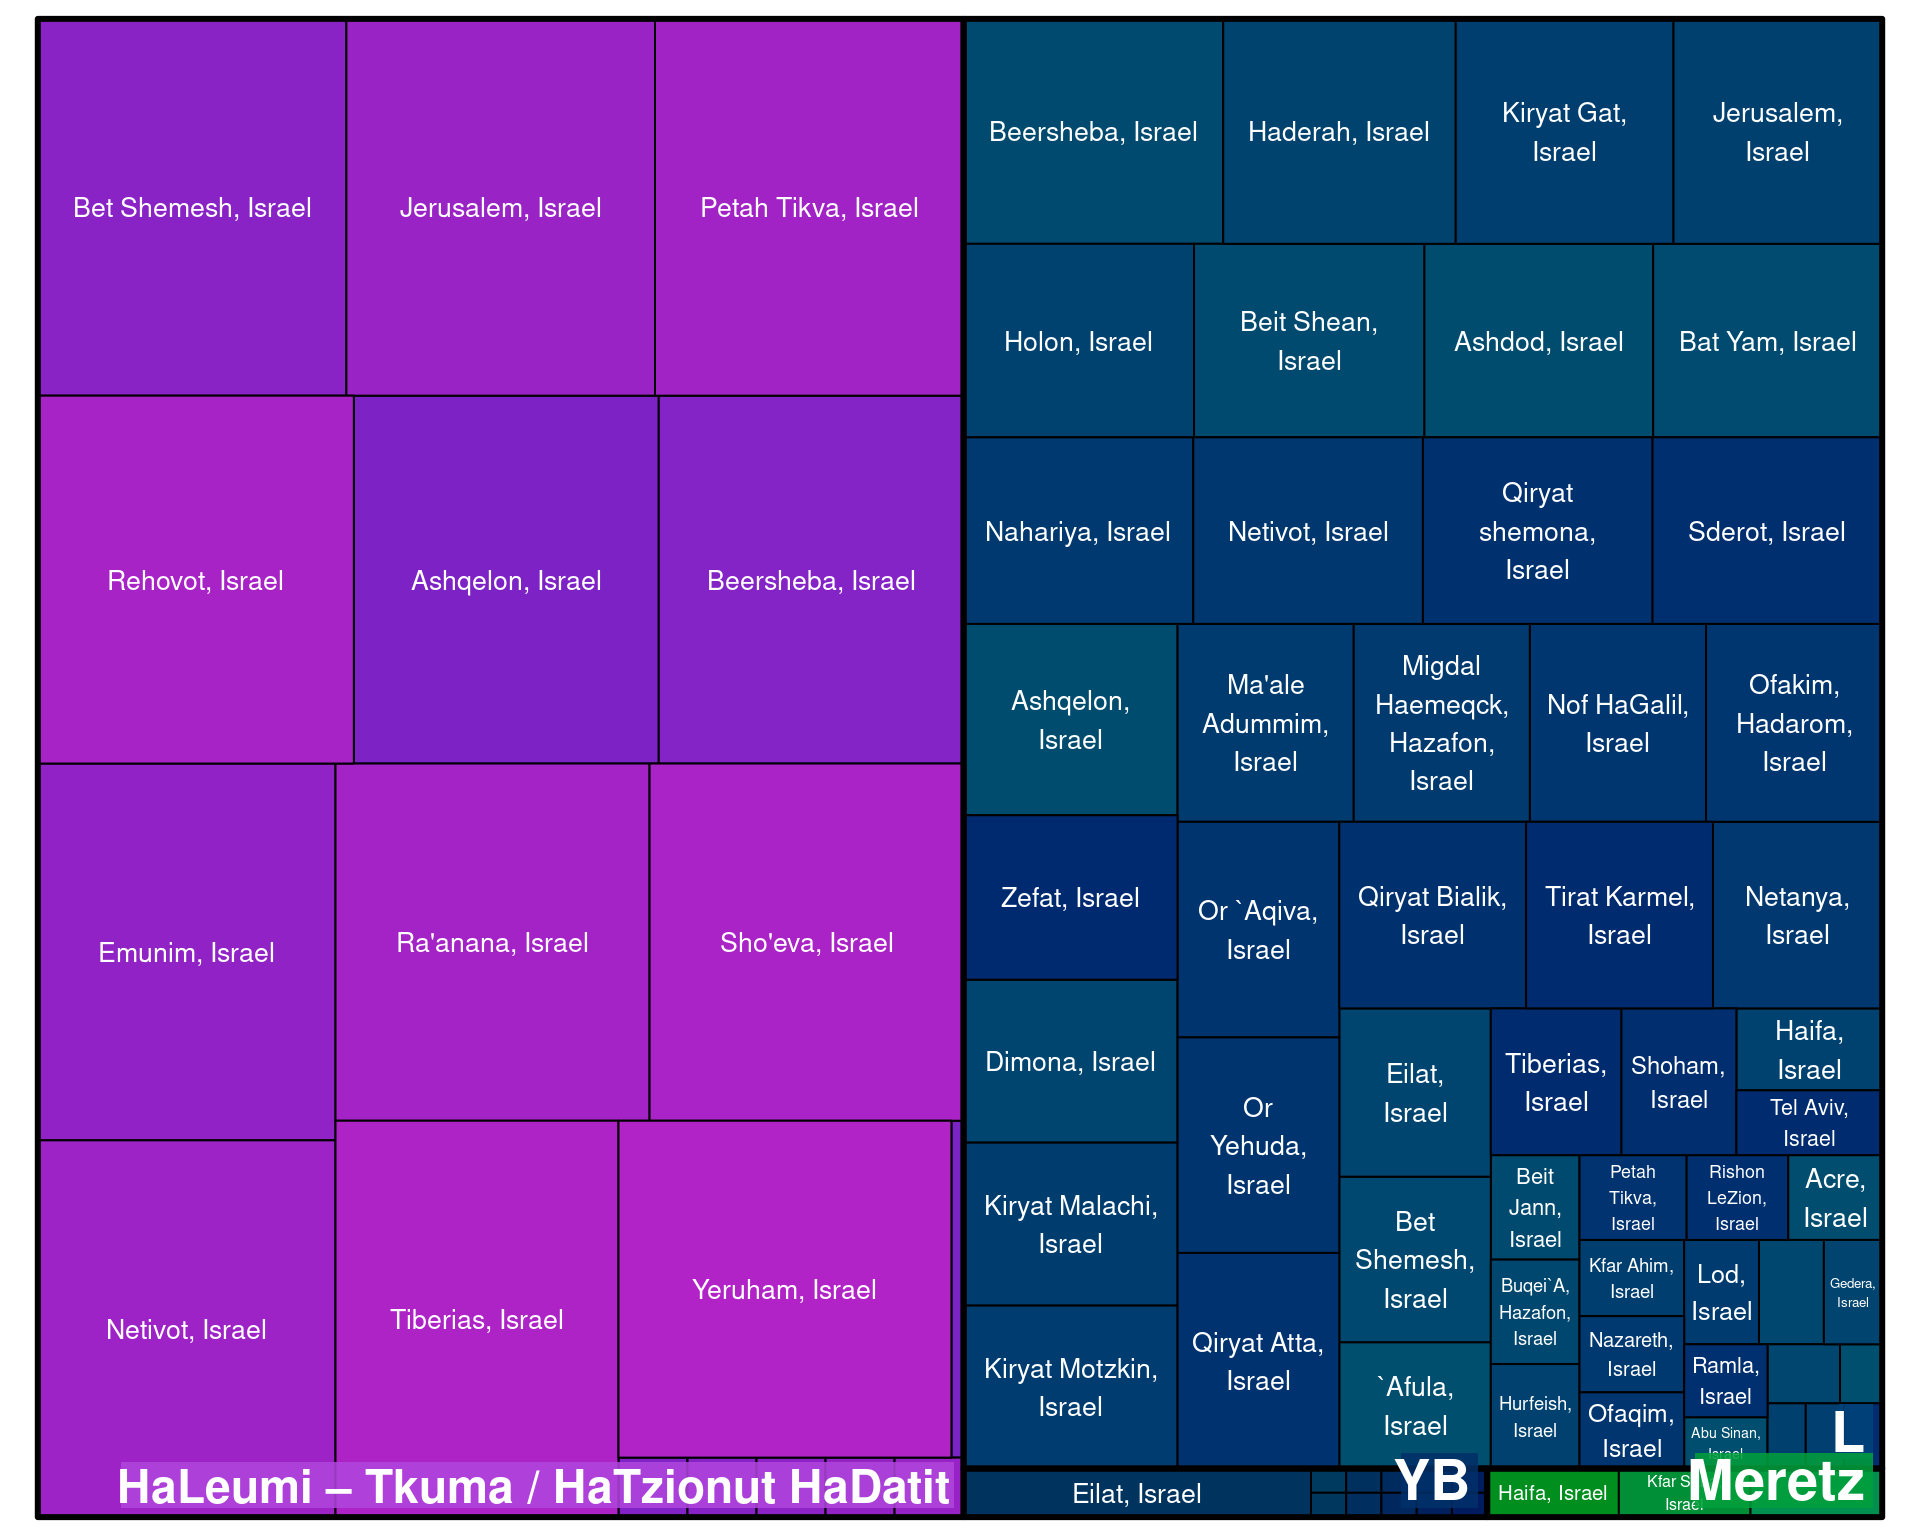 Bet Shemesh, Israel
Jerusalem, Israel
Petah Tikva, Israel
Rehovot, Israel
Ashqelon, Israel
Beersheba, Israel
Emunim, Israel
Ra'anana, Israel
Sho'eva, Israel
Netivot, Israel
Tiberias, Israel
Yeruham, Israel
HaLeumi – Tkuma / HaTzionut HaDatit
Beersheba, Israel
Haderah, Israel
Kiryat Gat,
Israel
Jerusalem,
Israel
Holon, Israel
Beit Shean,
Israel
Ashdod, Israel
Bat Yam, Israel
Nahariya, Israel
Netivot, Israel
Qiryat
shemona,
Israel
Sderot, Israel
Ashqelon,
Israel
Ma'ale
Adummim,
Israel
Migdal
Haemeqck,
Hazafon,
Israel
Nof HaGalil,
Israel
Ofakim,
Hadarom,
Israel
Zefat, Israel
Or `Aqiva,
Israel
Qiryat Bialik,
Israel
Tirat Karmel,
Israel
Netanya,
Israel
Dimona, Israel
Or
Yehuda,
Israel
Eilat,
Israel
Tiberias,
Israel
Shoham,
Israel
Haifa,
Israel
Tel Aviv,
Israel
Kiryat Malachi,
Israel
Bet
Shemesh,
Israel
Beit
Jann,
Israel
Petah
Tikva,
Israel
Rishon
LeZion,
Israel
Acre,
Israel
Kiryat Motzkin,
Israel
Qiryat Atta,
Israel
`Afula,
Israel
Buqei`A,
Hazafon,
Israel
Kfar Ahim,
Israel
Lod,
Israel
Gedera,
Israel
Nazareth,
Israel
Ramla,
Israel
Hurfeish,
Israel
Ofaqim,
Israel
Abu Sinan,
Israel
L
Eilat, Israel
YB
Haifa, Israel
Kfar
Israel
Meretz